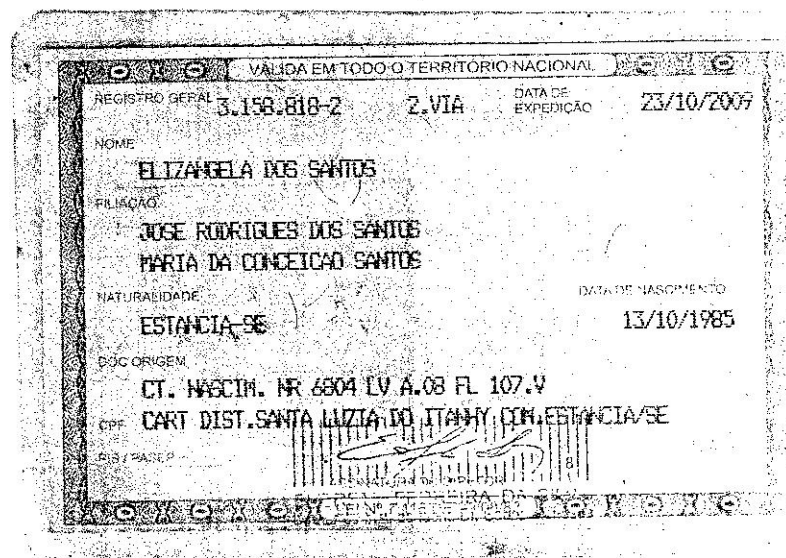 VÁLIDA EM TODO O TERRITÓRIO NACIONAL
REGISTRO GERAL 3.158.818-2 2.VIA DATA DE EXPEDIÇÃO 23/10/2009
NOME
ELIZANGELA DOS SANTOS
FILIAÇÃO
JOSE RODRIGUES DOS SANTOS
MARIA DA CONCEICAO SANTOS
NATURALIDADE DATA DE NASCIMENTO
ESTANCIA-SE 13/10/1985
DOC ORIGEM
CT. NASCIM. NR 6804 LV A.08 FL 107.V
CPF CART DIST.SANTA LUZIA DO ITANHY COM.ESTANCIA/SE
PIS / PASEP
8